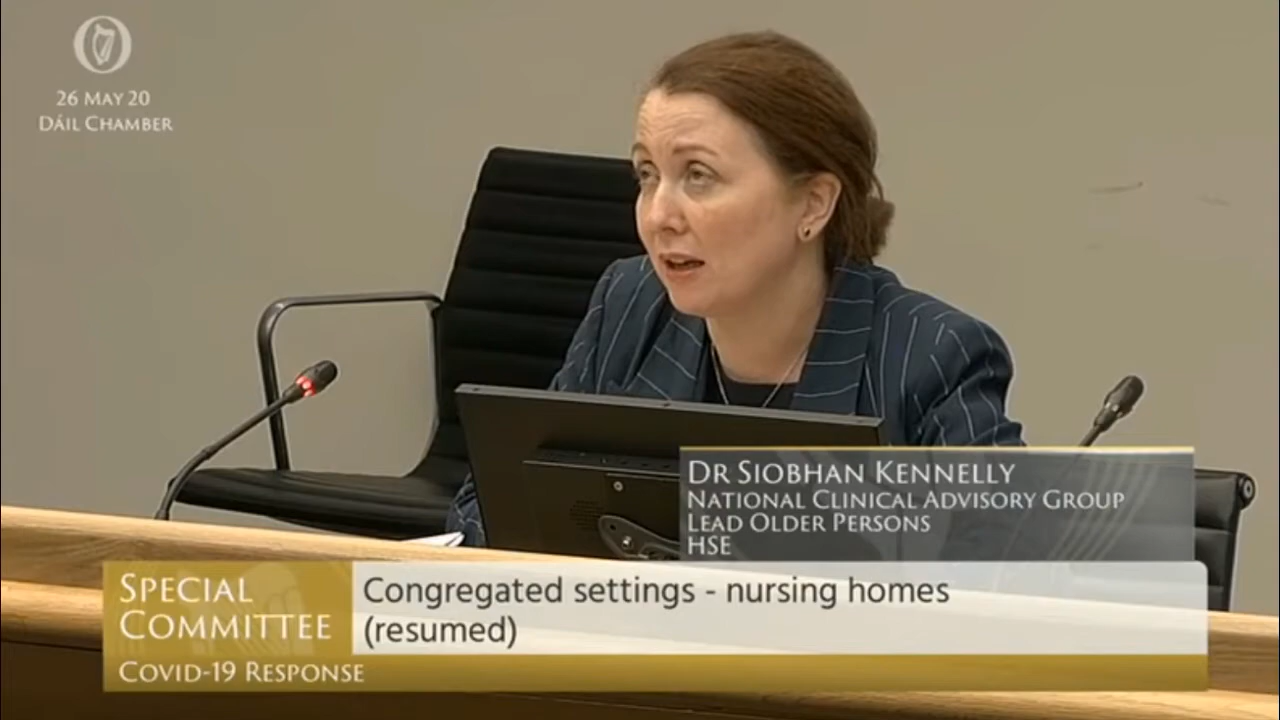 26 MAY 20
DÁIL CHAMBER
DR SIOBHAN KENNELLY
NATIONAL CLINICAL ADVISORY GROUP
LEAD OLDER PERSONS
HSE
SPECIAL
COMMITTEE
Congregated settings - nursing homes
(resumed)
COVID-19 RESPONSE